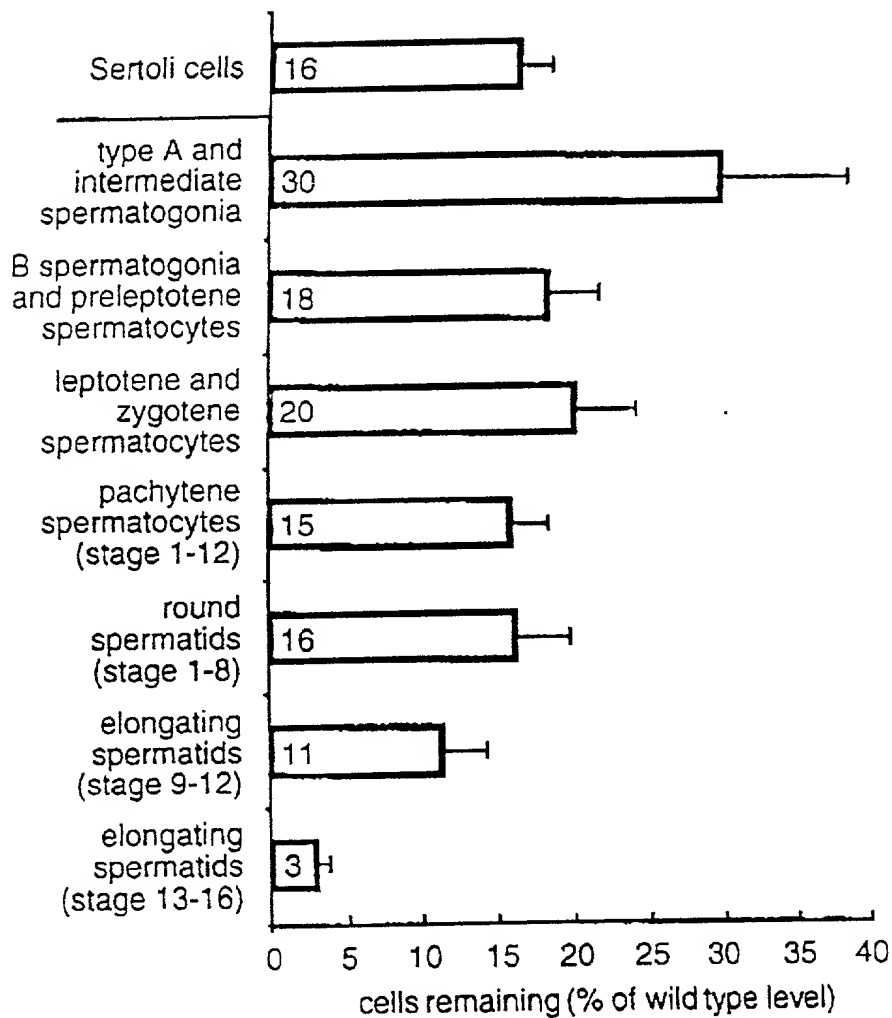 Sertoli cells
16
type A and
intermediate
spermatogonia
30
B spermatogonia
and preleptotene
spermatocytes
18
leptotene and
zygotene
spermatocytes
20
pachytene
spermatocytes
(stage 1-12)
15
round
spermatids
(stage 1-8)
16
elongating
spermatids
(stage 9-12)
11
elongating
spermatids
(stage 13-16)
3
0 5 10 15 20 25 30 35 40
cells remaining (% of wild type level)